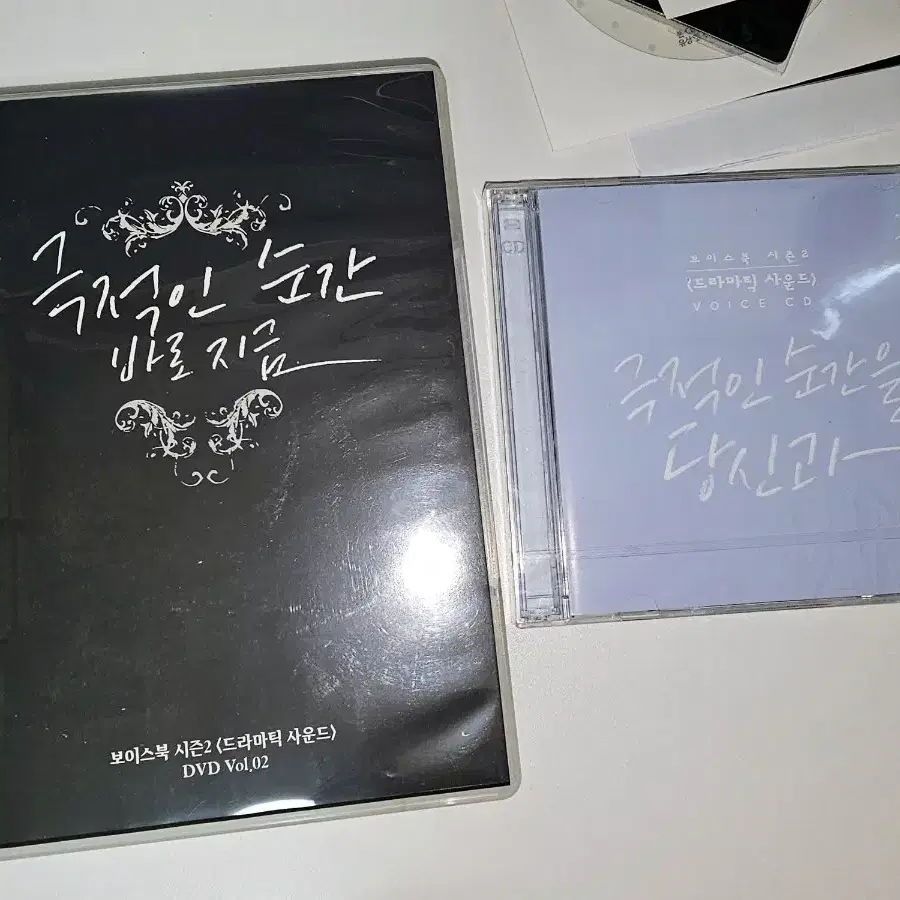 극적인 순간
바로 지금
보이스북 시즌2 〈드라마틱 사운드〉
DVD Vol.02
CD
보이스북 시즌2
〈드라마틱 사운드〉
VOICE CD
극적인 순간을
당신과